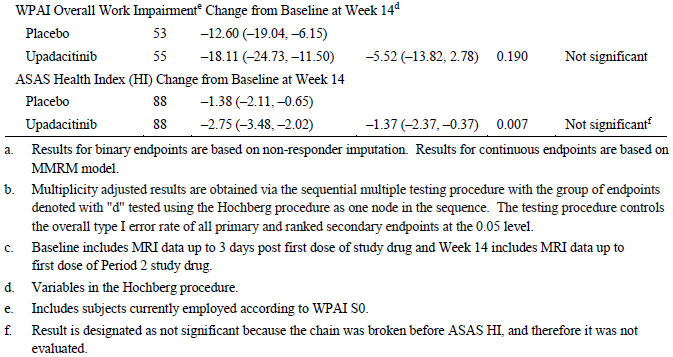 WPAI Overall Work Impairmentᵉ Change from Baseline at Week 14ᵈ
Placebo 53 –12.60 (–19.04, –6.15)
Upadacitinib 55 –18.11 (–24.73, –11.50) –5.52 (–13.82, 2.78) 0.190 Not significant
ASAS Health Index (HI) Change from Baseline at Week 14
Placebo 88 –1.38 (–2.11, –0.65)
Upadacitinib 88 –2.75 (–3.48, –2.02) –1.37 (–2.37, –0.37) 0.007 Not significantᶠ
a. Results for binary endpoints are based on non-responder imputation. Results for continuous endpoints are based on
MMRM model.
b. Multiplicity adjusted results are obtained via the sequential multiple testing procedure with the group of endpoints
denoted with "d" tested using the Hochberg procedure as one node in the sequence. The testing procedure controls
the overall type I error rate of all primary and ranked secondary endpoints at the 0.05 level.
c. Baseline includes MRI data up to 3 days post first dose of study drug and Week 14 includes MRI data up to
first dose of Period 2 study drug.
d. Variables in the Hochberg procedure.
e. Includes subjects currently employed according to WPAI S0.
f. Result is designated as not significant because the chain was broken before ASAS HI, and therefore it was not
evaluated.